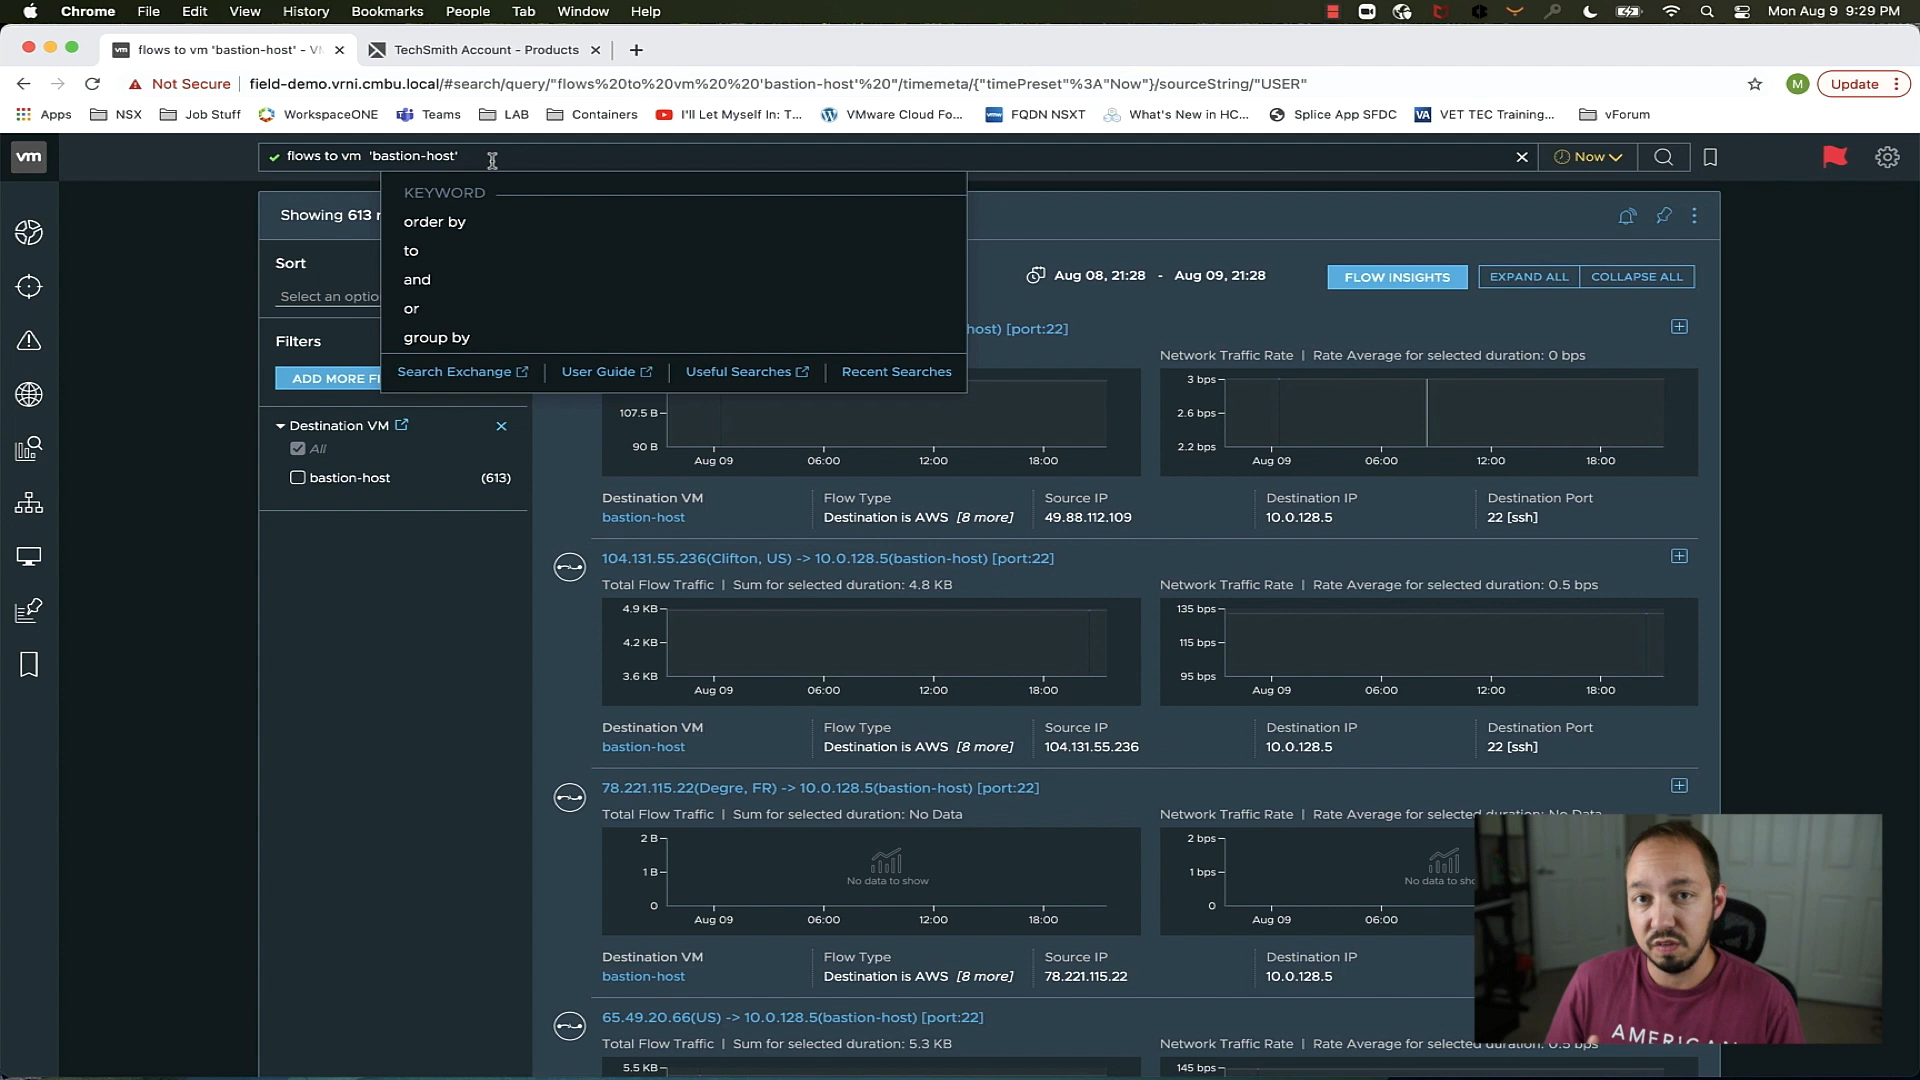 Chrome File Edit View History Bookmarks People Tab Window Help Mon Aug 9 9:29 PM
vm flows to vm 'bastion-host' - VM TechSmith Account - Products
Not Secure field-demo.vrni.cmbu.local/#search/query/"flows%20to%20vm%20%20'bastion-host'%20"/timemeta/{"timePreset"%3A"Now"}/sourceString/"USER" M Update
Apps NSX Job Stuff WorkspaceONE Teams LAB Containers I'll Let Myself In: T... VMware Cloud Fo... FQDN NSXT What's New in HC... Splice App SFDC VET TEC Training... vForum
vm flows to vm 'bastion-host' Now
KEYWORD
order by
to
and
or
group by
Search Exchange User Guide Useful Searches Recent Searches
Showing 613 r
Sort
Select an optio
Filters
ADD MORE FI
Destination VM
All
bastion-host (613)
Aug 08, 21:28 - Aug 09, 21:28 FLOW INSIGHTS EXPAND ALL COLLAPSE ALL
host) [port:22]
Network Traffic Rate | Rate Average for selected duration: 0 bps
107.5 B
90 B
Aug 09 06:00 12:00 18:00
3 bps
2.6 bps
2.2 bps
Aug 09 06:00 12:00 18:00
Destination VM Flow Type Source IP Destination IP Destination Port
bastion-host Destination is AWS [8 more] 49.88.112.109 10.0.128.5 22 [ssh]
104.131.55.236(Clifton, US) -> 10.0.128.5(bastion-host) [port:22]
Total Flow Traffic | Sum for selected duration: 4.8 KB Network Traffic Rate | Rate Average for selected duration: 0.5 bps
4.9 KB
4.2 KB
3.6 KB
Aug 09 06:00 12:00 18:00
135 bps
115 bps
95 bps
Aug 09 06:00 12:00 18:00
Destination VM Flow Type Source IP Destination IP Destination Port
bastion-host Destination is AWS [8 more] 104.131.55.236 10.0.128.5 22 [ssh]
78.221.115.22(Degre, FR) -> 10.0.128.5(bastion-host) [port:22]
Total Flow Traffic | Sum for selected duration: No Data Network Traffic Rate | Rate Average for selected duration: No Data
2 B
1 B
0
No data to show
Aug 09 06:00 12:00 18:00
2 bps
1 bps
0
No data to sho
Aug 09 06:00
Destination VM Flow Type Source IP Destination IP
bastion-host Destination is AWS [8 more] 78.221.115.22 10.0.128.5
65.49.20.66(US) -> 10.0.128.5(bastion-host) [port:22]
Total Flow Traffic | Sum for selected duration: 5.3 KB Network Traffic Rate | Rate Average for selected duration: 0.5 bps
5.5 KB
145 bps
AMERICAN